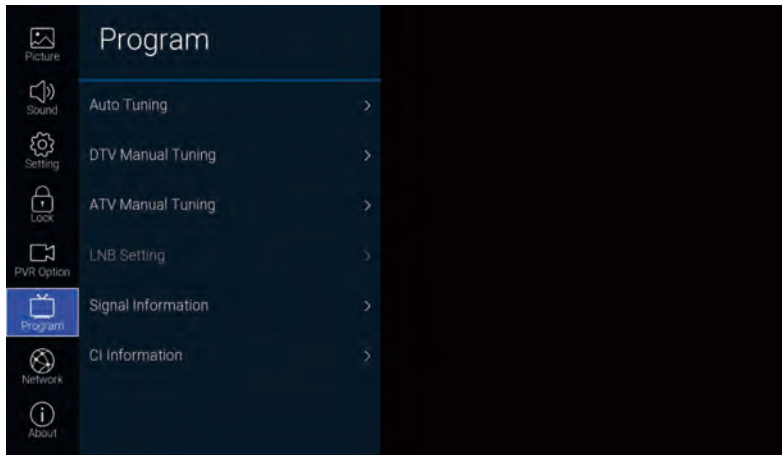 Picture
Sound
Setting
Lock
PVR Option
Program
Network
About
Program
Auto Tuning
DTV Manual Tuning
ATV Manual Tuning
LNB Setting
Signal Information
CI Information